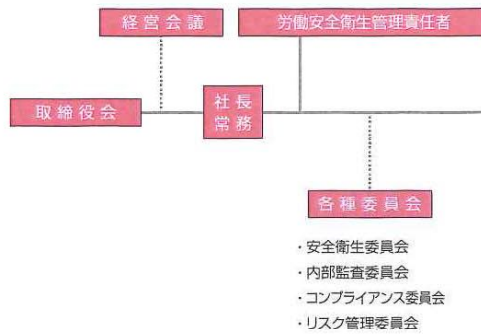 経営会議
労働安全衛生管理責任者
取締役会
社長
常務
各種委員会
・安全衛生委員会
・内部監査委員会
・コンプライアンス委員会
・リスク管理委員会